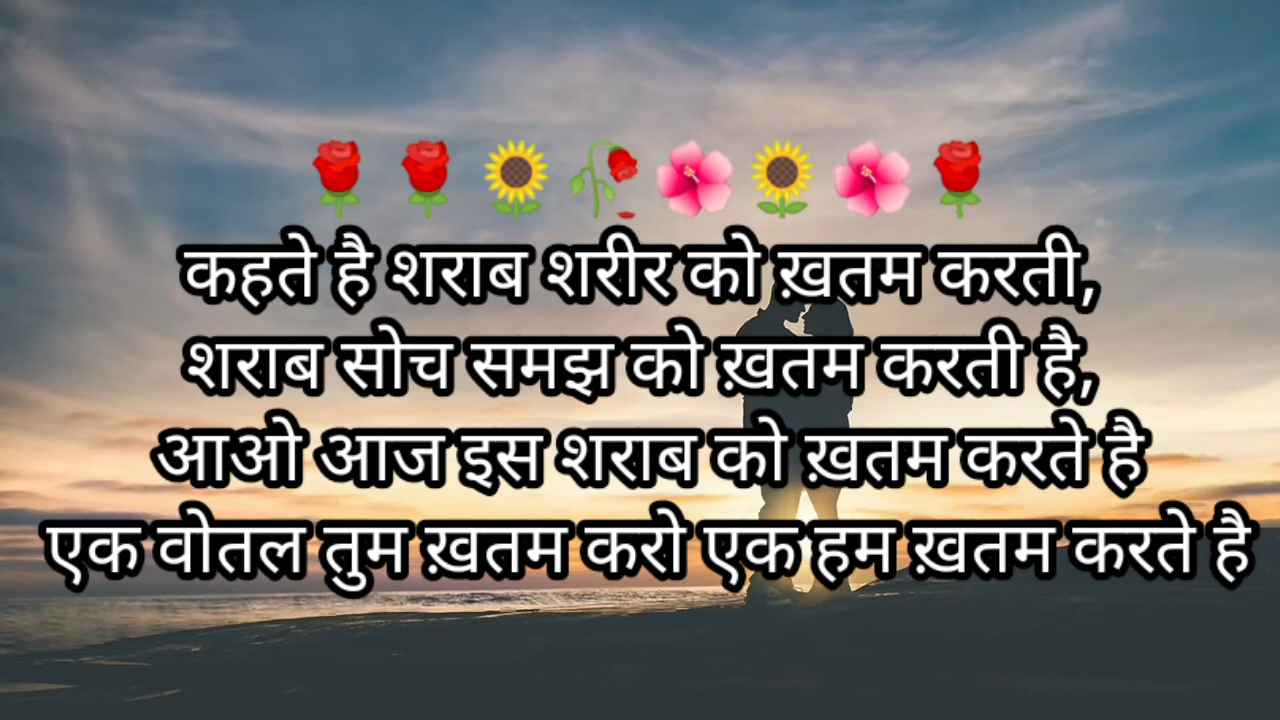 🌹🌹🌻🥀🌺🌻🌺🌹
कहते है शराब शरीर को ख़तम करती,
शराब सोच समझ को ख़तम करती है,
आओ आज इस शराब को ख़तम करते है
एक वोतल तुम ख़तम करो एक हम ख़तम करते है